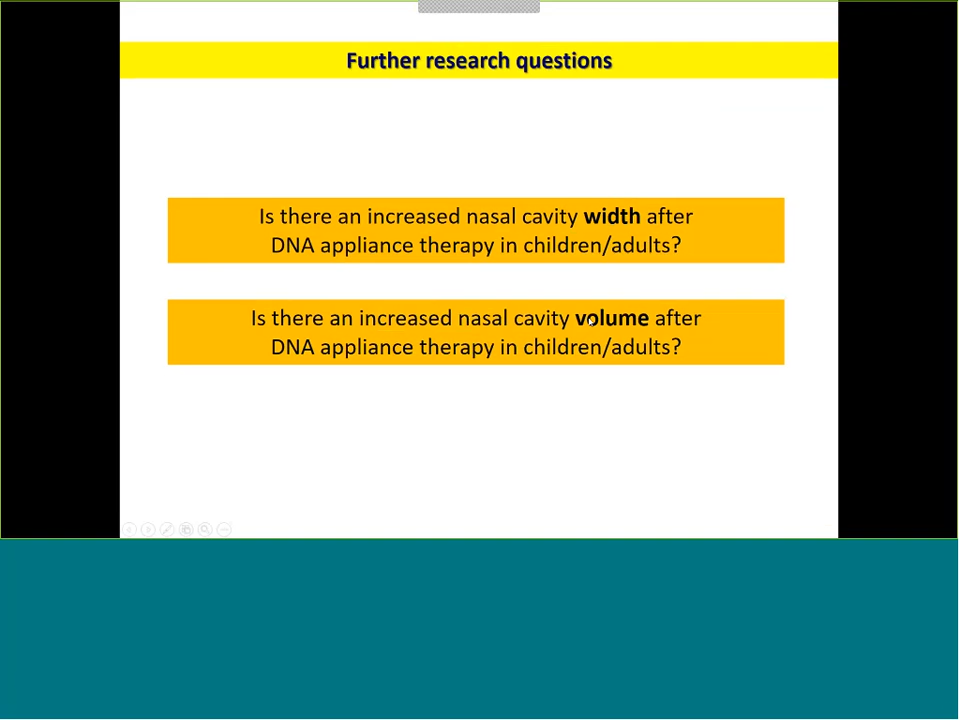 Further research questions
Is there an increased nasal cavity width after
DNA appliance therapy in children/adults?
Is there an increased nasal cavity volume after
DNA appliance therapy in children/adults?